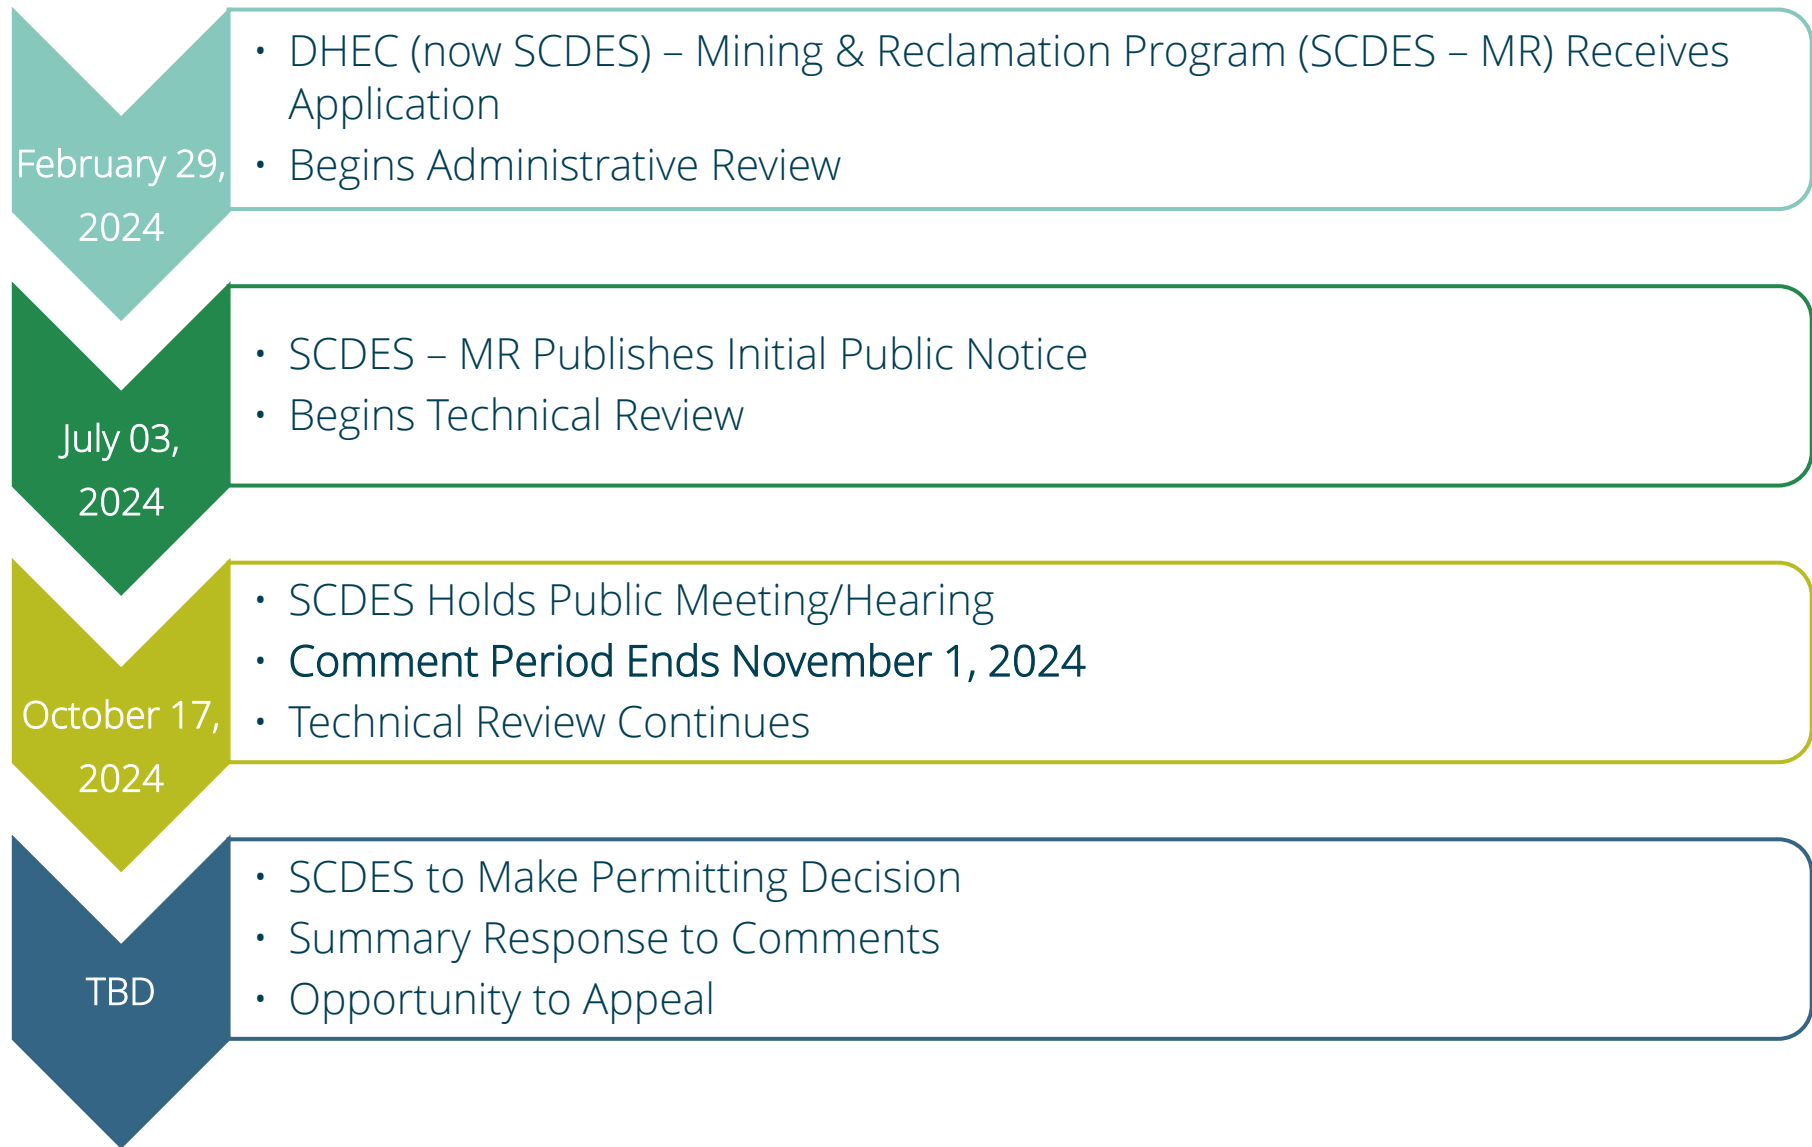 February 29,
2024
• DHEC (now SCDES) – Mining & Reclamation Program (SCDES – MR) Receives
Application
• Begins Administrative Review
July 03,
2024
• SCDES – MR Publishes Initial Public Notice
• Begins Technical Review
October 17,
2024
• SCDES Holds Public Meeting/Hearing
• Comment Period Ends November 1, 2024
• Technical Review Continues
TBD
• SCDES to Make Permitting Decision
• Summary Response to Comments
• Opportunity to Appeal